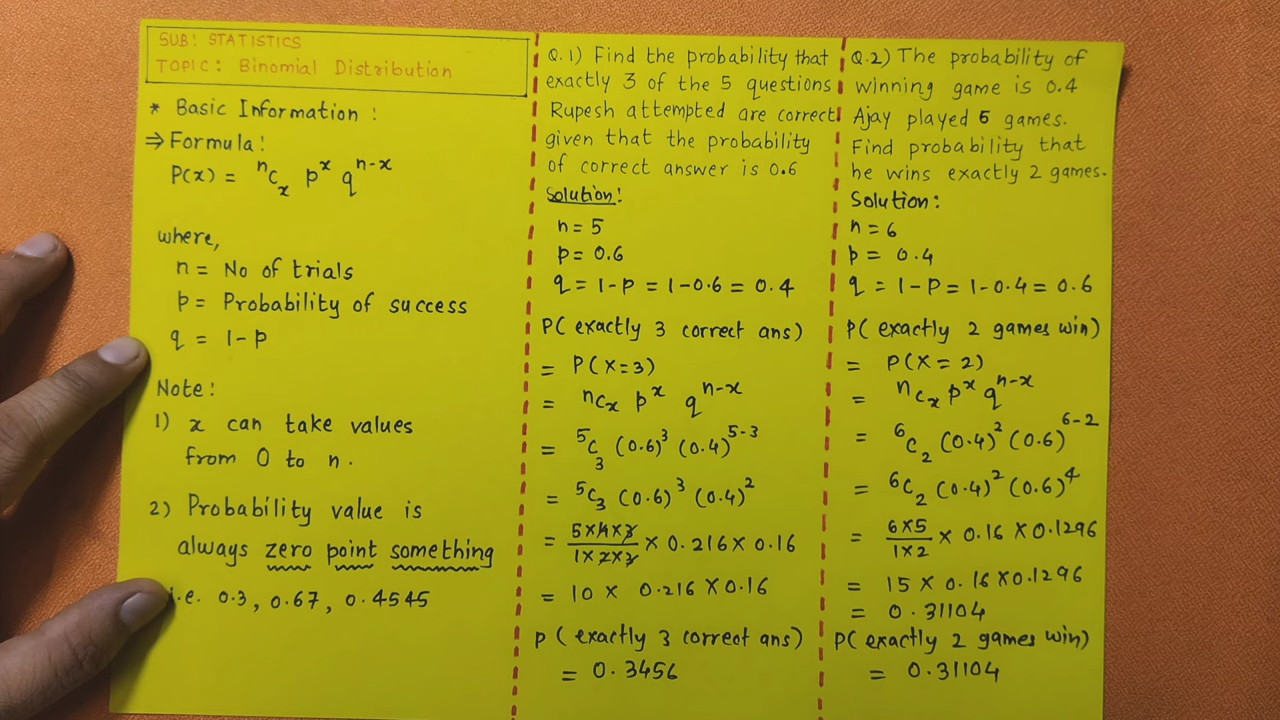 SUB: STATISTICS
TOPIC: Binomial Distribution
* Basic Information:
⇒ Formula:
P(x) = ⁿCₓ pˣ qⁿ⁻ˣ
where,
n = No of trials
p = Probability of success
q = 1-p
Note:
1) x can take values
from 0 to n.
2) Probability value is
always zero point something
i.e. 0.3, 0.67, 0.4545
Q.1) Find the probability that
exactly 3 of the 5 questions
Rupesh attempted are correct
given that the probability
of correct answer is 0.6
Solution:
n = 5
p = 0.6
q = 1-p = 1-0.6 = 0.4
P( exactly 3 correct ans)
= P(X=3)
= ⁿCₓ pˣ qⁿ⁻ˣ
= ⁵C₃ (0.6)³ (0.4)⁵⁻³
= ⁵C₃ (0.6)³ (0.4)²
= 5×4×3/1×2×3 × 0.216 × 0.16
= 10 × 0.216 × 0.16
P( exactly 3 correct ans)
= 0.3456
Q.2) The probability of
winning game is 0.4
Ajay played 6 games.
Find probability that
he wins exactly 2 games.
Solution:
n = 6
p = 0.4
q = 1-P = 1-0.4 = 0.6
P( exactly 2 games win)
= P(X = 2)
= ⁿCₓ pˣ qⁿ⁻ˣ
= ⁶C₂ (0.4)² (0.6)⁶⁻²
= ⁶C₂ (0.4)² (0.6)⁴
= 6×5/1×2 × 0.16 × 0.1296
= 15 × 0.16 × 0.1296
= 0.31104
P( exactly 2 games win)
= 0.31104